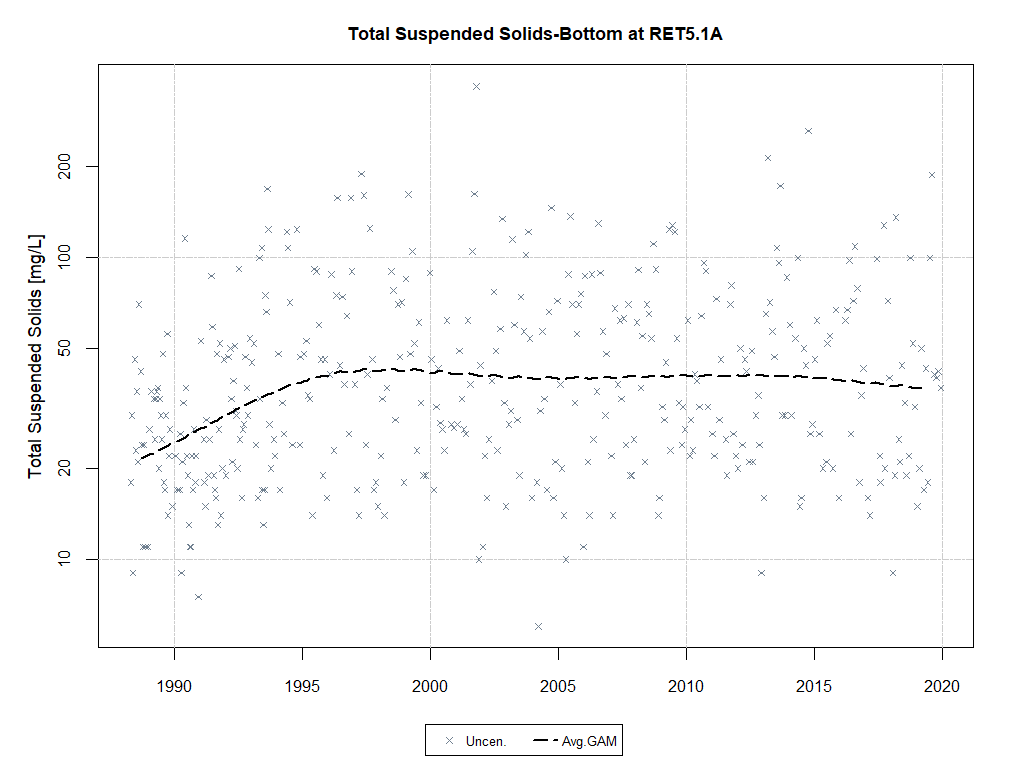 Total Suspended Solids-Bottom at RET5.1A
Total Suspended Solids [mg/L]
200
100
50
20
10
1990 1995 2000 2005 2010 2015 2020
Uncen. Avg.GAM